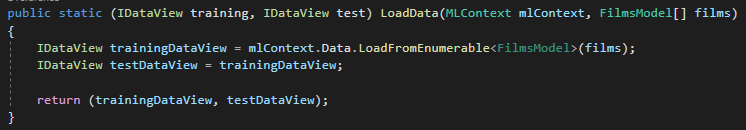 public static (IDataView training, IDataView test) LoadData(MLContext mlContext, FilmsModel[] films)
{
IDataView trainingDataView = mlContext.Data.LoadFromEnumerable<FilmsModel>(films);
IDataView testDataView = trainingDataView;
return (trainingDataView, testDataView);
}